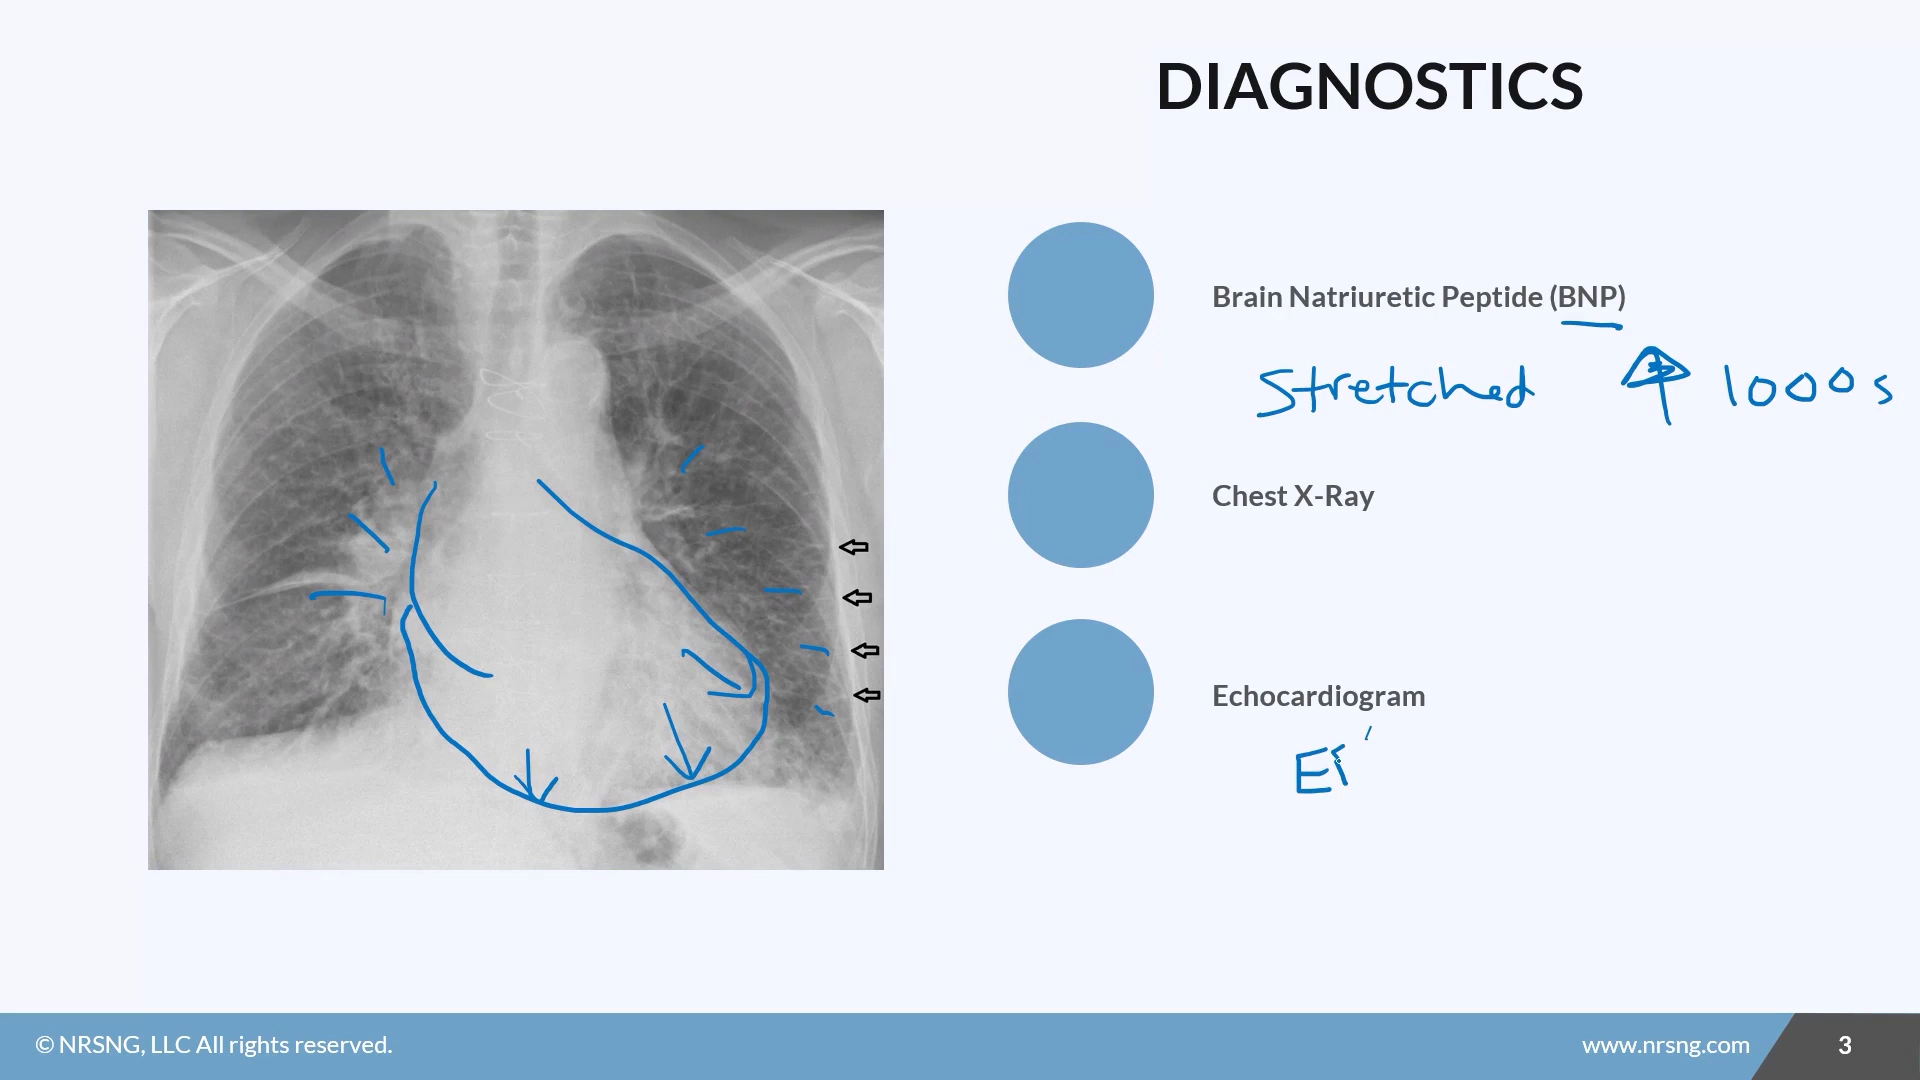 DIAGNOSTICS
Brain Natriuretic Peptide (BNP)
Stretched 1000s
Chest X-Ray
Echocardiogram
© NRSNG, LLC All rights reserved.
www.nrsng.com
3